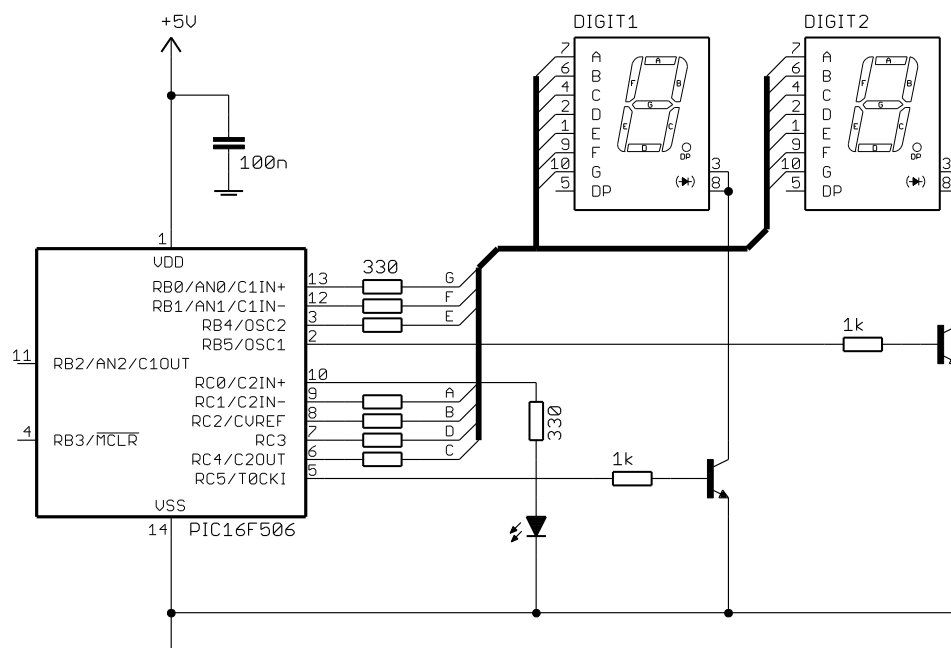 +5V
100n
DIGIT1
7 A
6 B
4 C
2 D
1 E
9 F
10 G
5 DP
A
F B
G
E C
D
DP
3
8
DIGIT2
7 A
6 B
4 C
2 D
1 E
9 F
10 G
5 DP
A
F B
G
E C
D
DP
3
8
1
VDD
330
RB0/AN0/C1IN+ 13 G
RB1/AN1/C1IN- 12 F
RB4/OSC2 3 E
RB5/OSC1 2
1k
11 RB2/AN2/C1OUT
RC0/C2IN+ 10
RC1/C2IN- 9 A
RC2/CVREF 8 B
330
4 RB3/MCLR
RC3 7 D
RC4/C2OUT 6 C
RC5/T0CKI 5
1k
VSS
14
PIC16F506